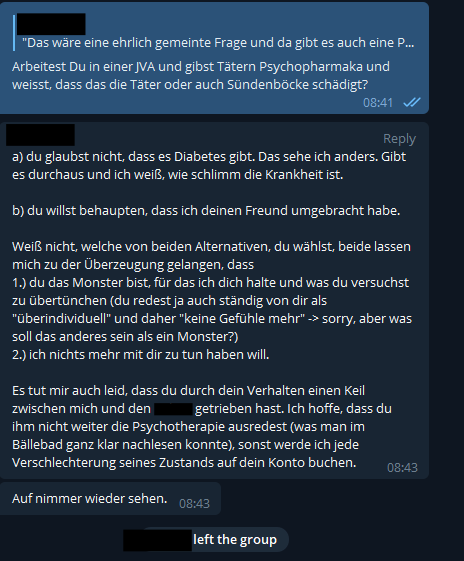 "Das wäre eine ehrlich gemeinte Frage und da gibt es auch eine P...
Arbeitest Du in einer JVA und gibst Tätern Psychopharmaka und
weisst, dass das die Täter oder auch Sündenböcke schädigt?
08:41
Reply
a) du glaubst nicht, dass es Diabetes gibt. Das sehe ich anders. Gibt
es durchaus und ich weiß, wie schlimm die Krankheit ist.
b) du willst behaupten, dass ich deinen Freund umgebracht habe.
Weiß nicht, welche von beiden Alternativen, du wählst, beide lassen
mich zu der Überzeugung gelangen, dass
1.) du das Monster bist, für das ich dich halte und was du versuchst
zu übertünchen (du redest ja auch ständig von dir als
"überindividuell" und daher "keine Gefühle mehr" -> sorry, aber was
soll das anderes sein als ein Monster?)
2.) ich nichts mehr mit dir zu tun haben will.
Es tut mir auch leid, dass du durch dein Verhalten einen Keil
zwischen mich und den getrieben hast. Ich hoffe, dass du
ihm nicht weiter die Psychotherapie ausredest (was man im
Bällebad ganz klar nachlesen konnte), sonst werde ich jede
Verschlechterung seines Zustands auf dein Konto buchen.
08:43
Auf nimmer wieder sehen.
08:43
left the group